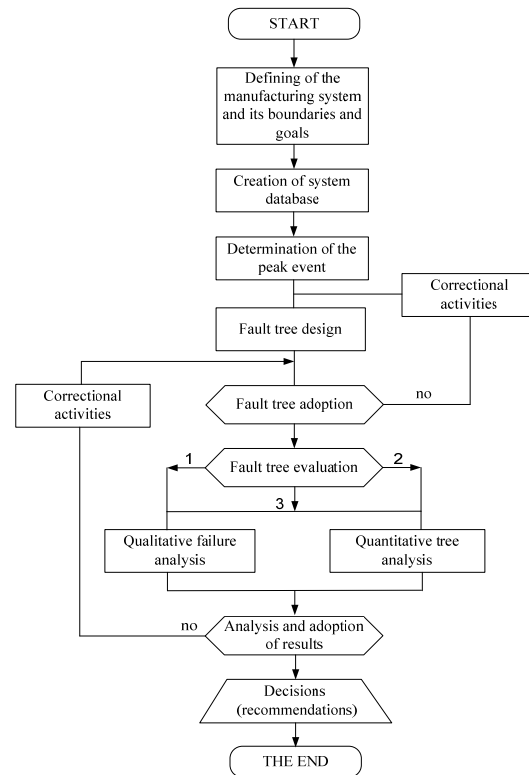 START
Defining of the
manufacturing system
and its boundaries and
goals
Creation of system
database
Determination of the
peak event
Correctional
activities
Fault tree design
Correctional
activities
Fault tree adoption
no
1
Fault tree evaluation
2
3
Qualitative failure
analysis
Quantitative tree
analysis
no
Analysis and adoption
of results
Decisions
(recommendations)
THE END